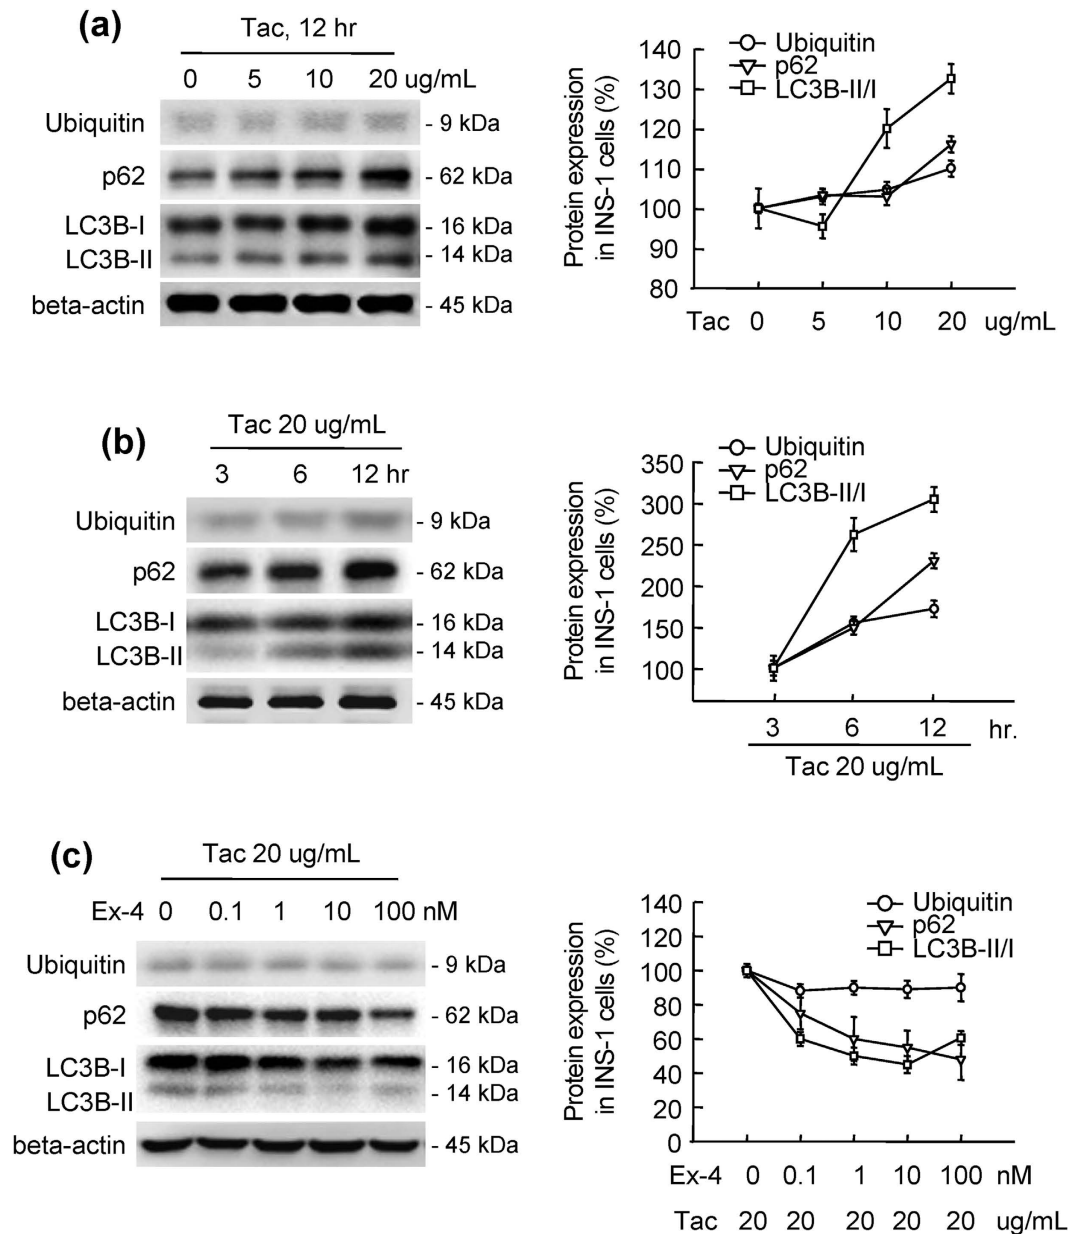 (a)
Tac, 12 hr
0 5 10 20 ug/mL
Ubiquitin - 9 kDa
p62 - 62 kDa
LC3B-I - 16 kDa
LC3B-II - 14 kDa
beta-actin - 45 kDa
Ubiquitin
p62
LC3B-II/I
Protein expression
in INS-1 cells (%)
140
130
120
110
100
90
80
Tac 0 5 10 20 ug/mL
(b)
Tac 20 ug/mL
3 6 12 hr
Ubiquitin - 9 kDa
p62 - 62 kDa
LC3B-I - 16 kDa
LC3B-II - 14 kDa
beta-actin - 45 kDa
Ubiquitin
p62
LC3B-II/I
Protein expression
in INS-1 cells (%)
350
300
250
200
150
100
3 6 12 hr.
Tac 20 ug/mL
(c)
Tac 20 ug/mL
Ex-4 0 0.1 1 10 100 nM
Ubiquitin - 9 kDa
p62 - 62 kDa
LC3B-I - 16 kDa
LC3B-II - 14 kDa
beta-actin - 45 kDa
Ubiquitin
p62
LC3B-II/I
Protein expression
in INS-1 cells (%)
140
120
100
80
60
40
20
0
Ex-4 0 0.1 1 10 100 nM
Tac 20 20 20 20 20 ug/mL